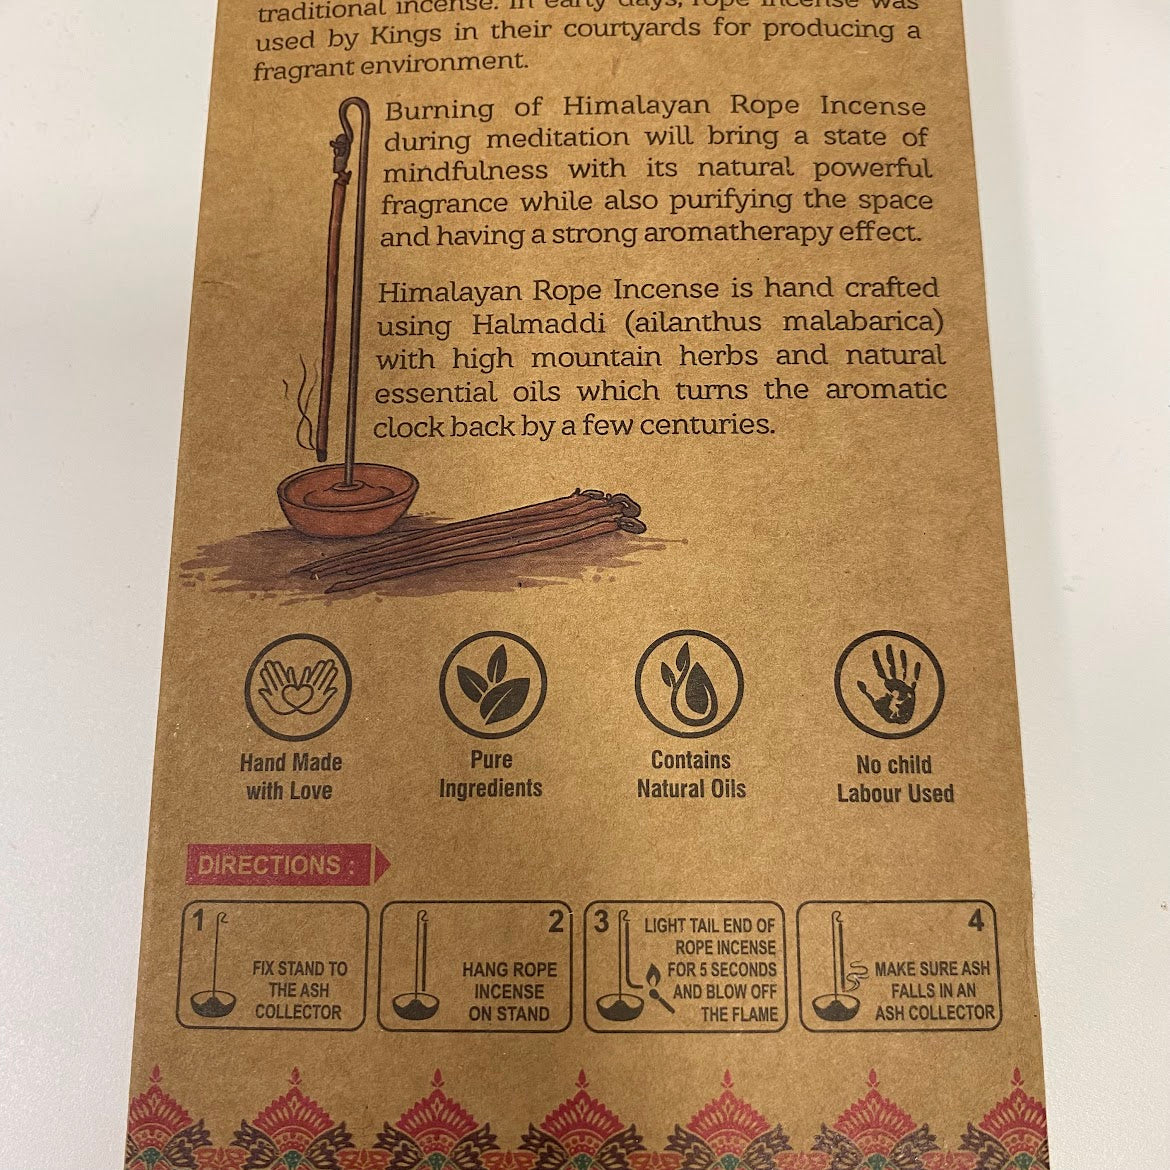 traditional incense. In early days, rope incense was
used by Kings in their courtyards for producing a
fragrant environment.
Burning of Himalayan Rope Incense
during meditation will bring a state of
mindfulness with its natural powerful
fragrance while also purifying the space
and having a strong aromatherapy effect.
Himalayan Rope Incense is hand crafted
using Halmaddi (ailanthus malabarica)
with high mountain herbs and natural
essential oils which turns the aromatic
clock back by a few centuries.
Hand Made
with Love
Pure
Ingredients
Contains
Natural Oils
No child
Labour Used
DIRECTIONS :
1
FIX STAND TO
THE ASH
COLLECTOR
2
HANG ROPE
INCENSE
ON STAND
3
LIGHT TAIL END OF
ROPE INCENSE
FOR 5 SECONDS
AND BLOW OFF
THE FLAME
4
MAKE SURE ASH
FALLS IN AN
ASH COLLECTOR